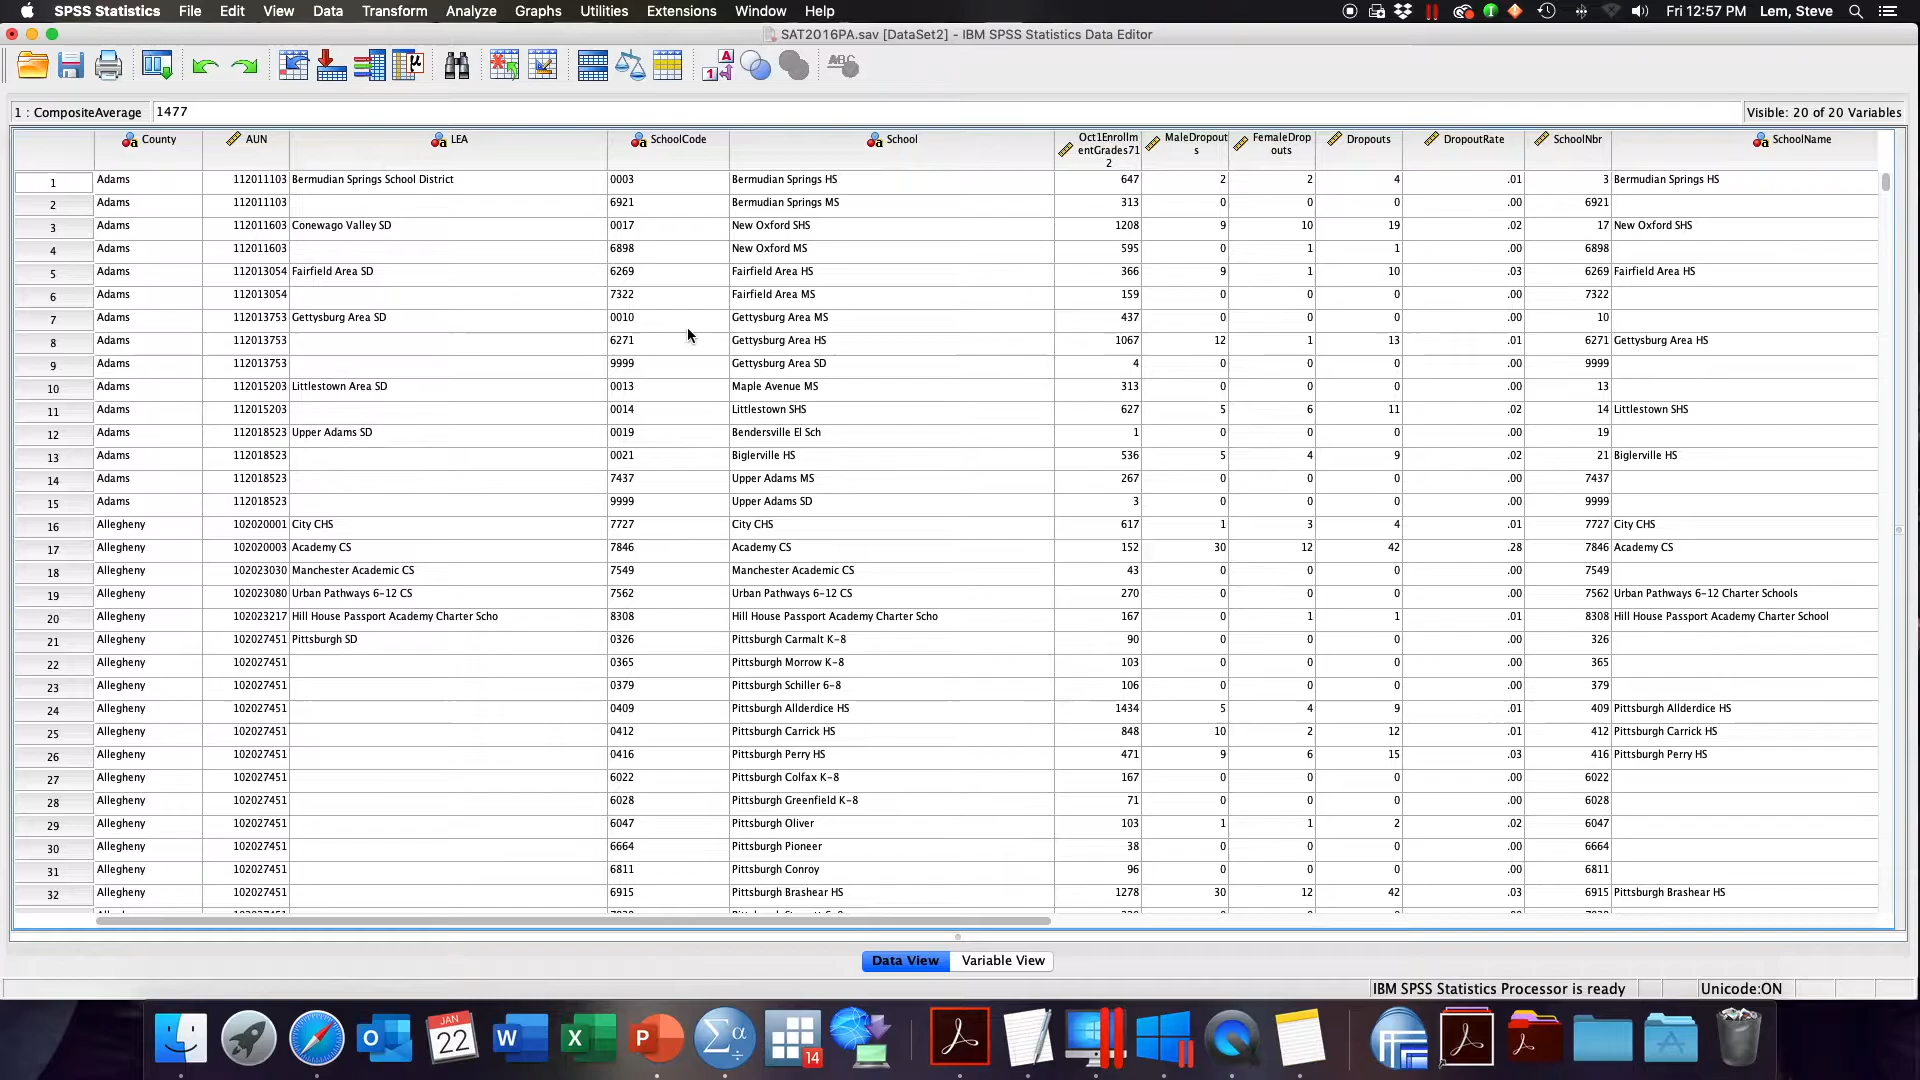 SPSS Statistics File Edit View Data Transform Analyze Graphs Utilities Extensions Window Help Fri 12:57 PM Lem, Steve
SAT2016PA.sav [DataSet2] - IBM SPSS Statistics Data Editor
1 : CompositeAverage 1477 Visible: 20 of 20 Variables
County AUN LEA SchoolCode School Oct1EnrollmentGrades712 MaleDropouts FemaleDropouts Dropouts DropoutRate SchoolNbr SchoolName
1 Adams 112011103 Bermudian Springs School District 0003 Bermudian Springs HS 647 2 2 4 .01 3 Bermudian Springs HS
2 Adams 112011103 6921 Bermudian Springs MS 313 0 0 0 .00 6921
3 Adams 112011603 Conewago Valley SD 0017 New Oxford SHS 1208 9 10 19 .02 17 New Oxford SHS
4 Adams 112011603 6898 New Oxford MS 595 0 1 1 .00 6898
5 Adams 112013054 Fairfield Area SD 6269 Fairfield Area HS 366 9 1 10 .03 6269 Fairfield Area HS
6 Adams 112013054 7322 Fairfield Area MS 159 0 0 0 .00 7322
7 Adams 112013753 Gettysburg Area SD 0010 Gettysburg Area MS 437 0 0 0 .00 10
8 Adams 112013753 6271 Gettysburg Area HS 1067 12 1 13 .01 6271 Gettysburg Area HS
9 Adams 112013753 9999 Gettysburg Area SD 4 0 0 0 .00 9999
10 Adams 112015203 Littlestown Area SD 0013 Maple Avenue MS 313 0 0 0 .00 13
11 Adams 112015203 0014 Littlestown SHS 627 5 6 11 .02 14 Littlestown SHS
12 Adams 112018523 Upper Adams SD 0019 Bendersville El Sch 1 0 0 0 .00 19
13 Adams 112018523 0021 Biglerville HS 536 5 4 9 .02 21 Biglerville HS
14 Adams 112018523 7437 Upper Adams MS 267 0 0 0 .00 7437
15 Adams 112018523 9999 Upper Adams SD 3 0 0 0 .00 9999
16 Allegheny 102020001 City CHS 7727 City CHS 617 1 3 4 .01 7727 City CHS
17 Allegheny 102020003 Academy CS 7846 Academy CS 152 30 12 42 .28 7846 Academy CS
18 Allegheny 102023030 Manchester Academic CS 7549 Manchester Academic CS 43 0 0 0 .00 7549
19 Allegheny 102023080 Urban Pathways 6-12 CS 7562 Urban Pathways 6-12 CS 270 0 0 0 .00 7562 Urban Pathways 6-12 Charter Schools
20 Allegheny 102023217 Hill House Passport Academy Charter Scho 8308 Hill House Passport Academy Charter Scho 167 0 1 1 .01 8308 Hill House Passport Academy Charter School
21 Allegheny 102027451 Pittsburgh SD 0326 Pittsburgh Carmalt K-8 90 0 0 0 .00 326
22 Allegheny 102027451 0365 Pittsburgh Morrow K-8 103 0 0 0 .00 365
23 Allegheny 102027451 0379 Pittsburgh Schiller 6-8 106 0 0 0 .00 379
24 Allegheny 102027451 0409 Pittsburgh Allderdice HS 1434 5 4 9 .01 409 Pittsburgh Allderdice HS
25 Allegheny 102027451 0412 Pittsburgh Carrick HS 848 10 2 12 .01 412 Pittsburgh Carrick HS
26 Allegheny 102027451 0416 Pittsburgh Perry HS 471 9 6 15 .03 416 Pittsburgh Perry HS
27 Allegheny 102027451 6022 Pittsburgh Colfax K-8 167 0 0 0 .00 6022
28 Allegheny 102027451 6028 Pittsburgh Greenfield K-8 71 0 0 0 .00 6028
29 Allegheny 102027451 6047 Pittsburgh Oliver 103 1 1 2 .02 6047
30 Allegheny 102027451 6664 Pittsburgh Pioneer 38 0 0 0 .00 6664
31 Allegheny 102027451 6811 Pittsburgh Conroy 96 0 0 0 .00 6811
32 Allegheny 102027451 6915 Pittsburgh Brashear HS 1278 30 12 42 .03 6915 Pittsburgh Brashear HS
Data View Variable View
IBM SPSS Statistics Processor is ready Unicode:ON
JAN
22
14